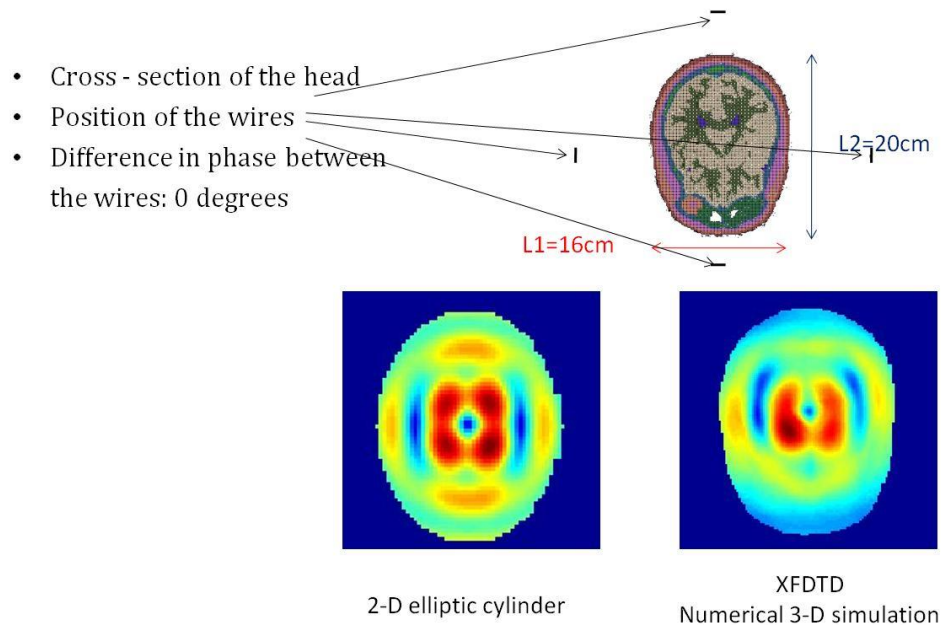 • Cross - section of the head
• Position of the wires
• Difference in phase between
the wires: 0 degrees
L2=20cm
L1=16cm
2-D elliptic cylinder
XFDTD
Numerical 3-D simulation